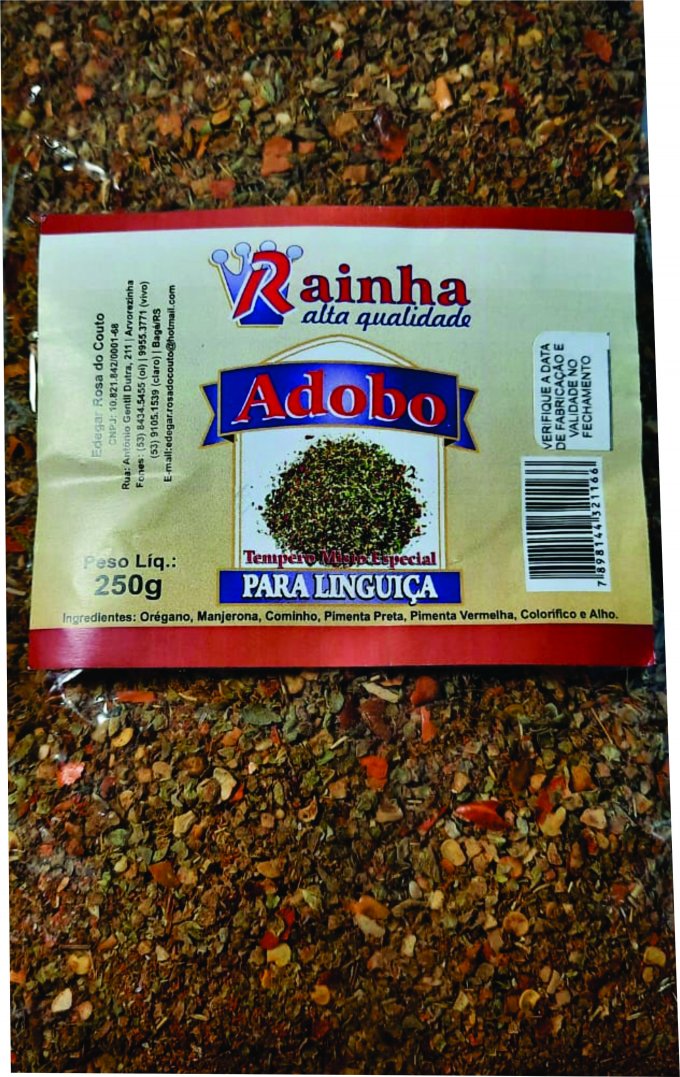 Rainha
alta qualidade
Edegar Rosa do Couto
CNPJ: 10.821.842/0001-68
Rua: Antonio Gentil Dutra, 211 | Arvorezinha
Fones: (53) 8434.5455 (oi) | 9955.3771 (vivo)
(53) 9105.1539 (claro) | Bagé/RS
E-mail:edegar.rosadocouto@hotmail.com
Adobo
VERIFIQUE A DATA
DE FABRICAÇÃO E
VALIDADE NO
FECHAMENTO
7 898144 321166
Tempero Misto Especial
PARA LINGUIÇA
Peso Líq.:
250g
Ingredientes: Orégano, Manjerona, Cominho, Pimenta Preta, Pimenta Vermelha, Colorífico e Alho.